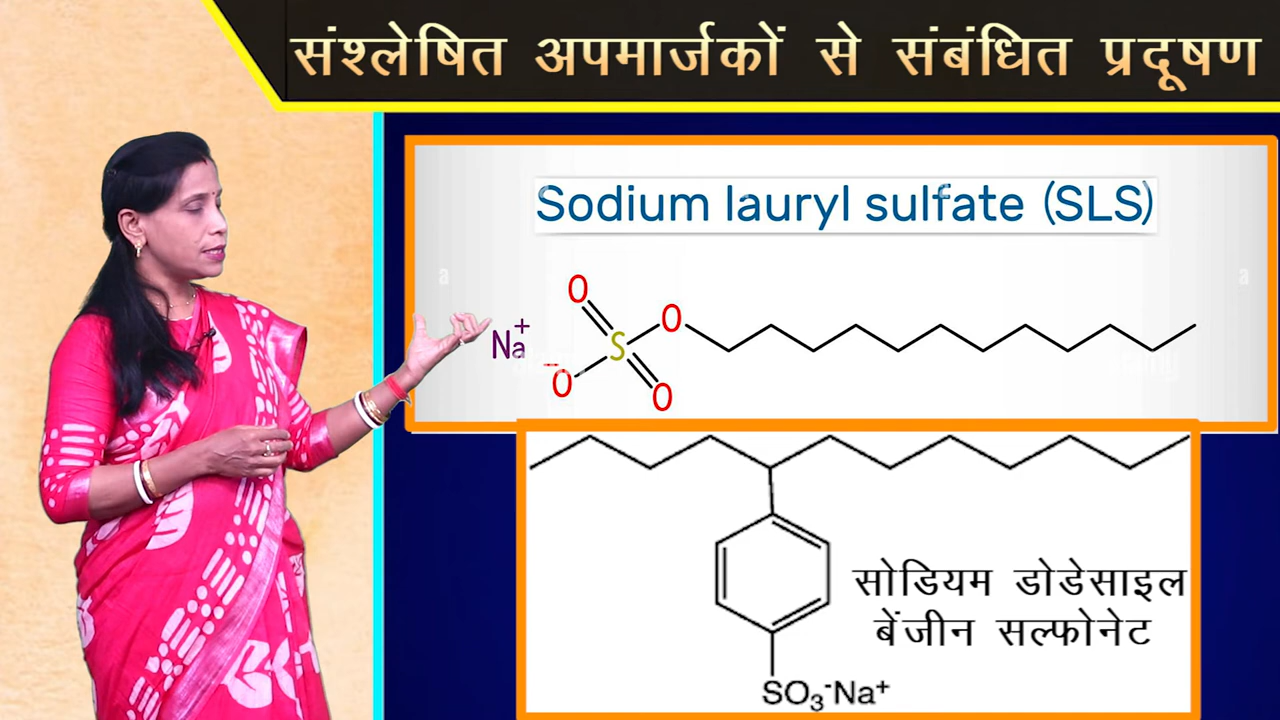 संश्लेषित अपमार्जकों से संबंधित प्रदूषण
Sodium lauryl sulfate (SLS)
O
O
Na+
S
-O
O
सोडियम डोडेसाइल
बेंजीन सल्फोनेट
SO3-Na+